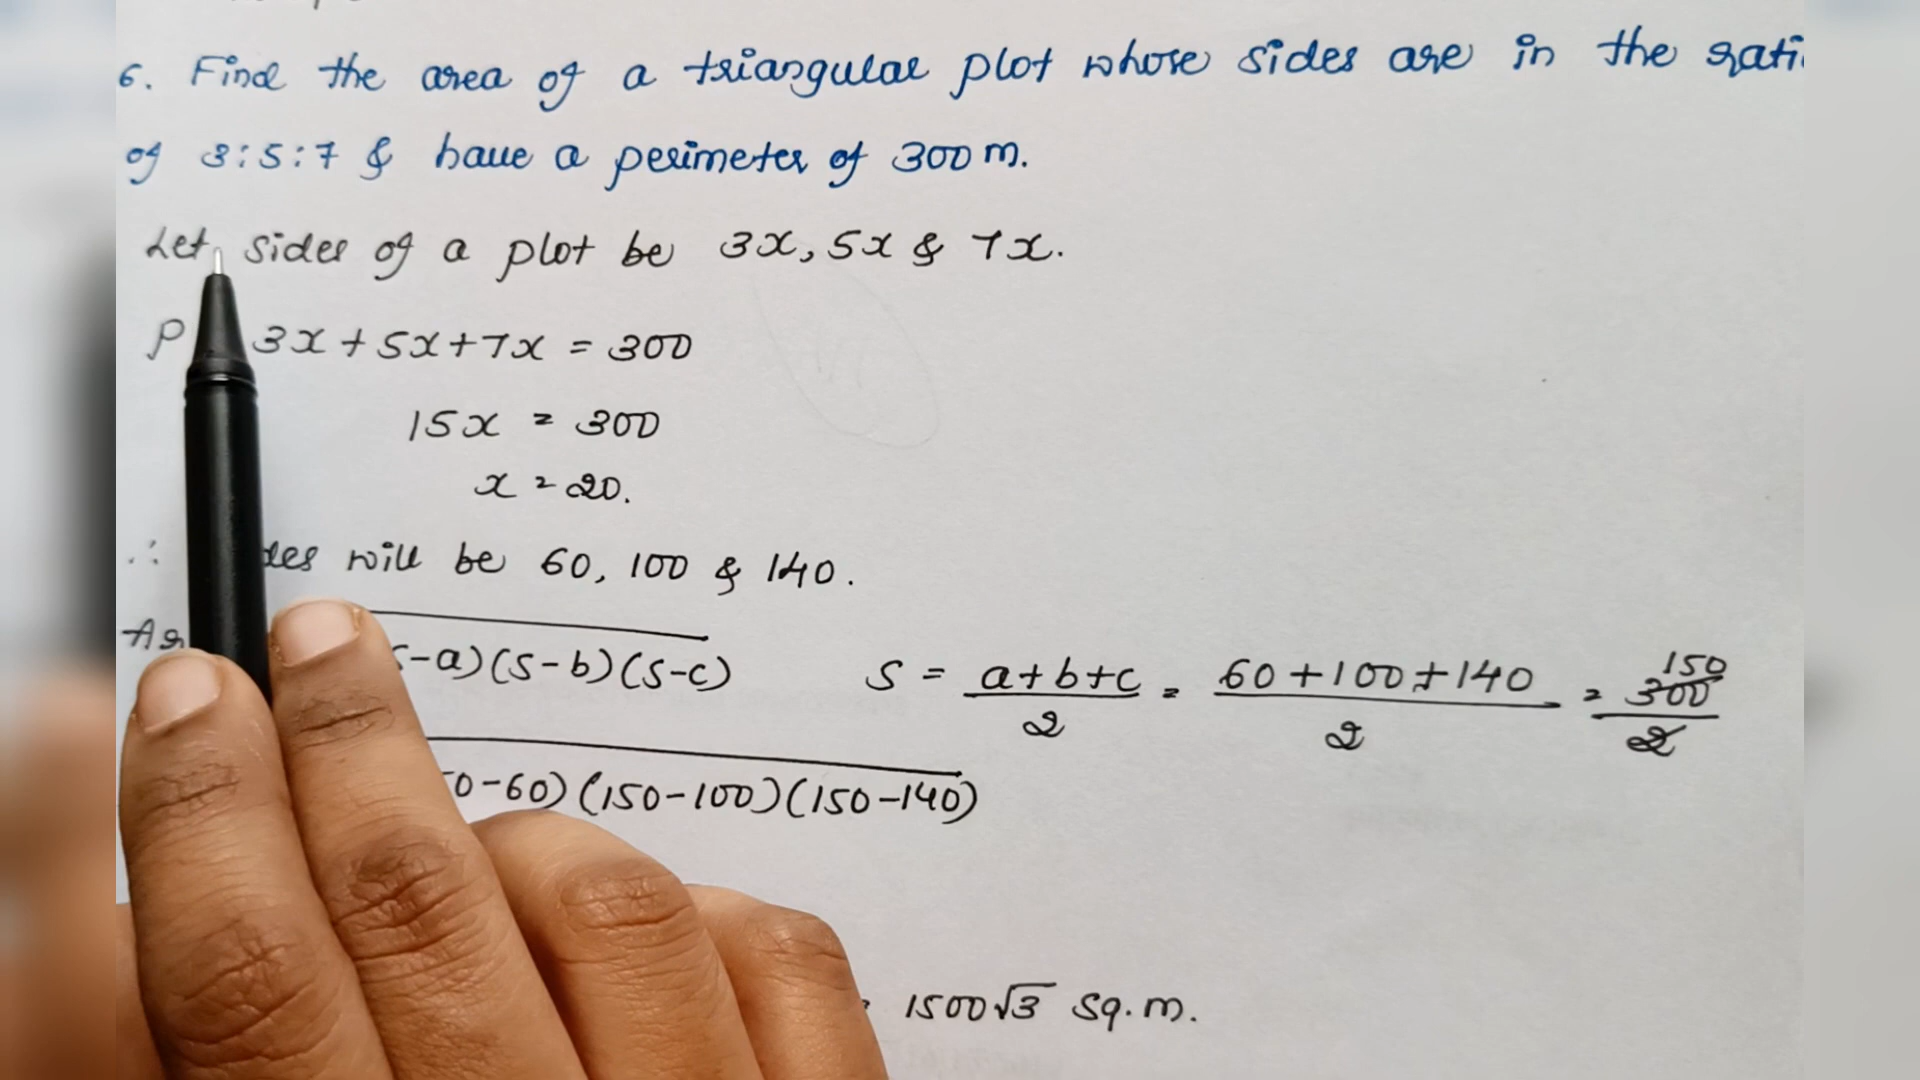 6. Find the area of a triangular plot whose sides are in the rati
of 3:5:7 & have a perimeter of 300 m.
Let sides of a plot be 3x, 5x & 7x.
P 3x + 5x + 7x = 300
15x = 300
x = 20.
∴ des will be 60, 100 & 140.
Ar -a)(s-b)(s-c) S = a+b+c/2 = 60+100+140/2 = 300/2 150
0-60)(150-100)(150-140)
= 1500√3 sq.m.